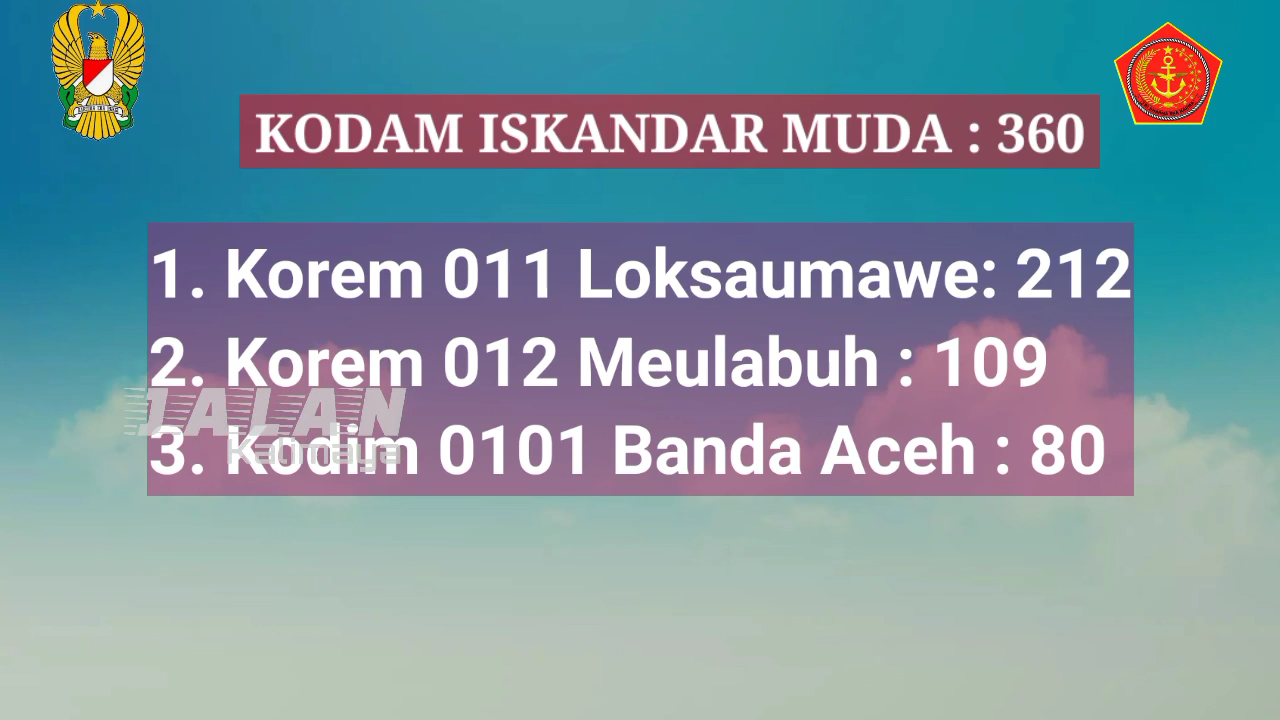 KODAM ISKANDAR MUDA : 360
1. Korem 011 Loksaumawe: 212
2. Korem 012 Meulabuh : 109
JALAN
3. Kodim 0101 Banda Aceh : 80
Kalimaya